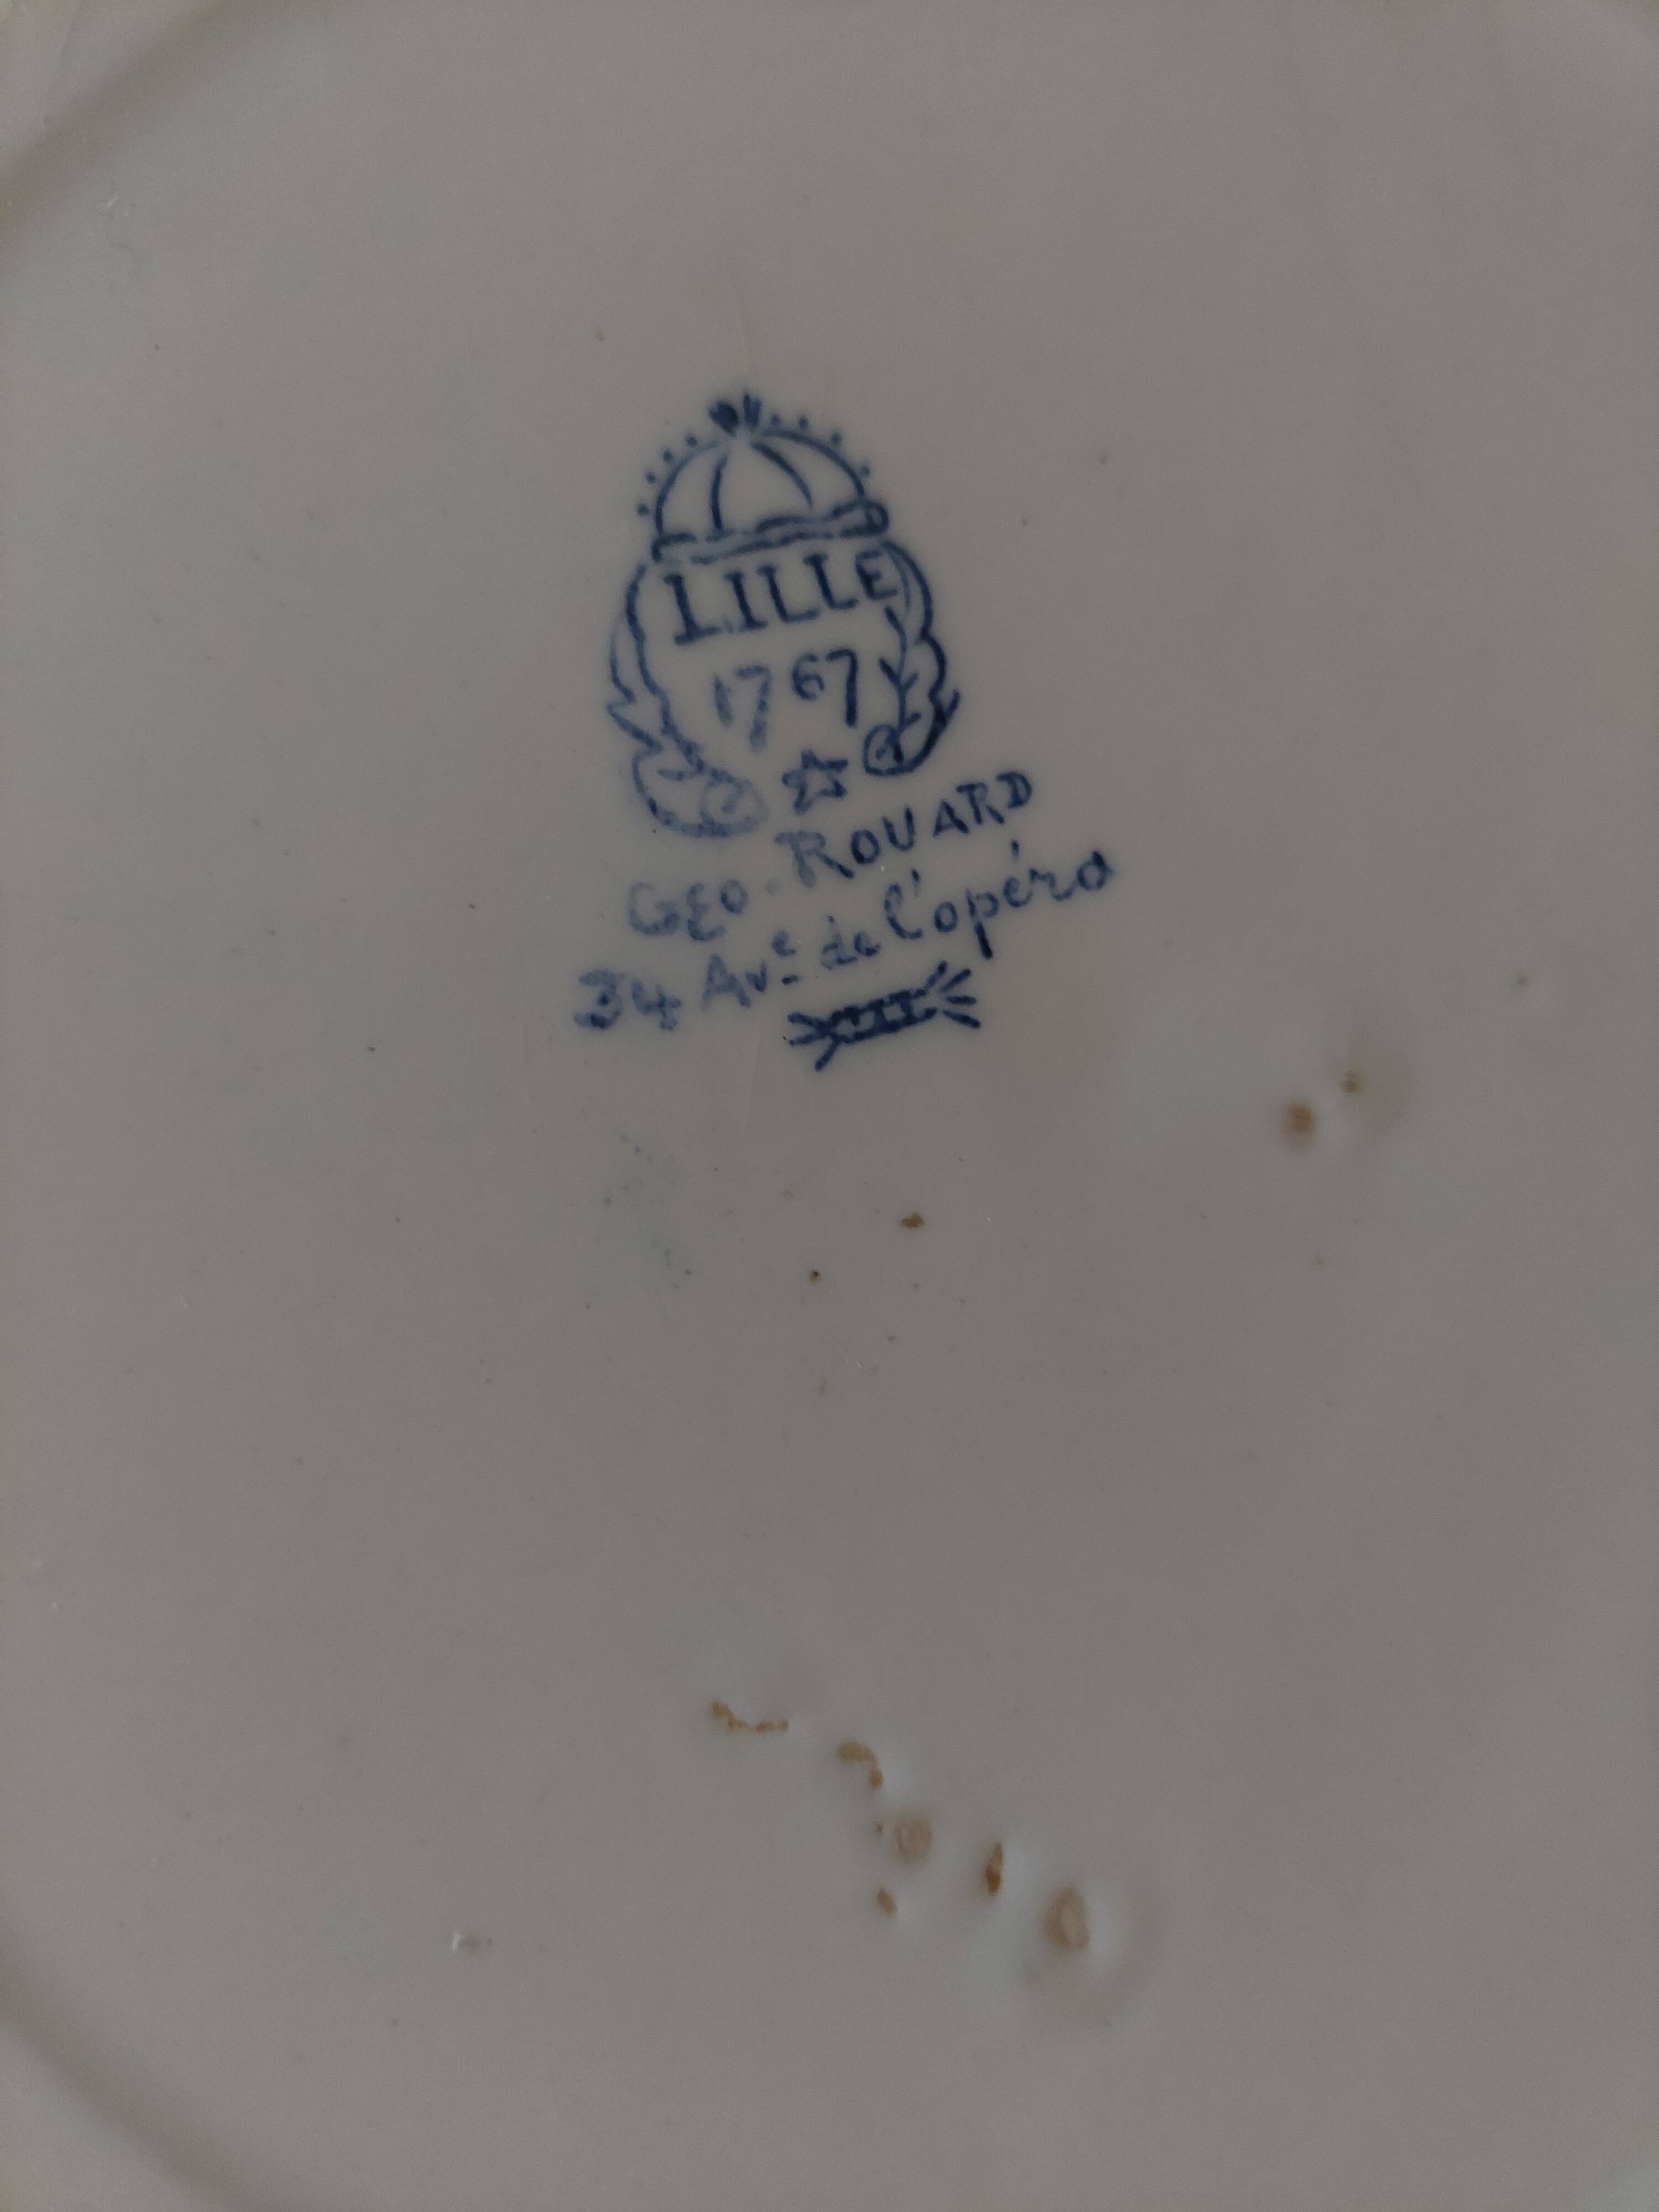 LILLE
1767
GEO. ROUARD
34 Avᵉ de l'opéra